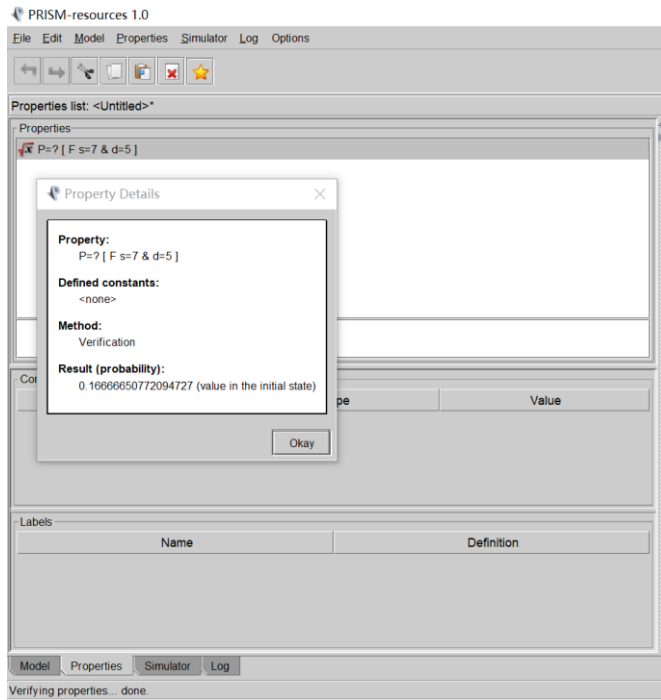 PRISM-resources 1.0
File Edit Model Properties Simulator Log Options
Properties list: <Untitled>*
Properties
P=? [ F s=7 & d=5 ]
Property Details
Property:
P=? [ F s=7 & d=5 ]
Defined constants:
<none>
Method:
Verification
Result (probability):
0.16666650772094727 (value in the initial state)
Okay
Value
Labels
Name Definition
Model Properties Simulator Log
Verifying properties... done.